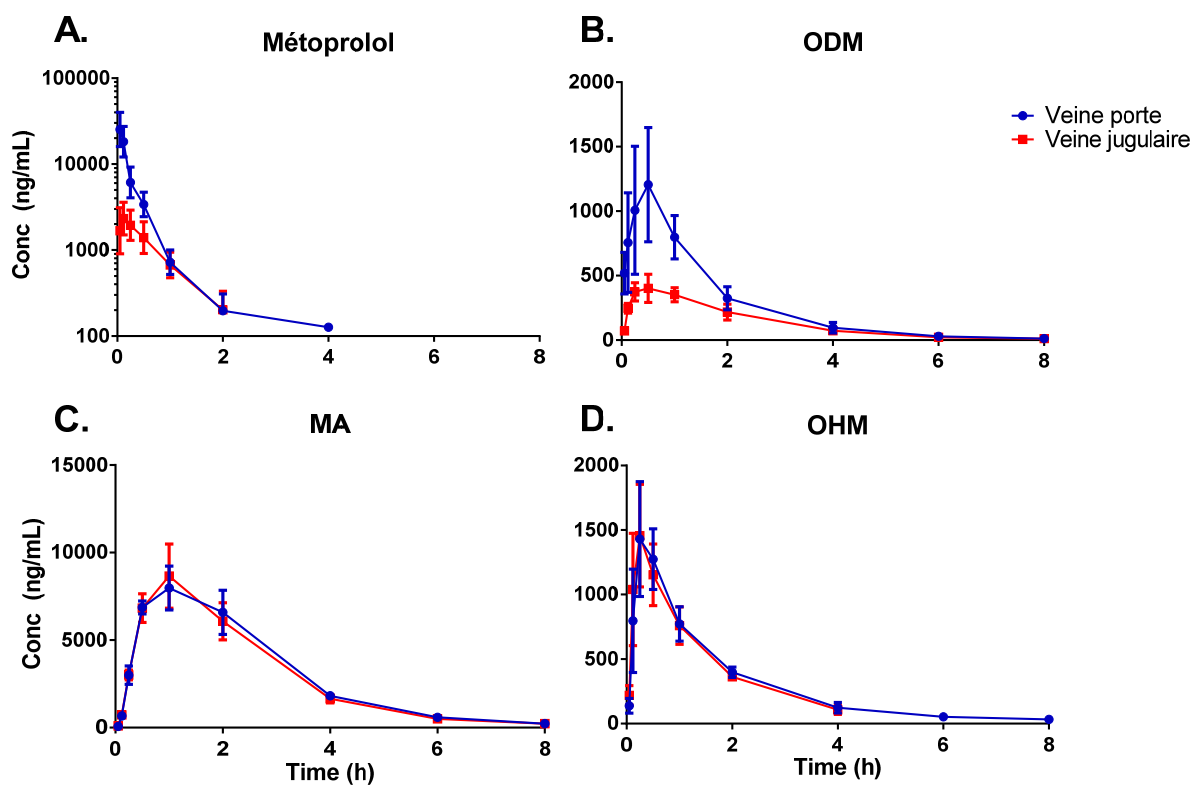 A.
Métoprolol
B.
ODM
Veine porte
Veine jugulaire
Conc (ng/mL)
100000
10000
1000
100
0 2 4 6 8
2000
1500
1000
500
0
0 2 4 6 8
C.
MA
D.
OHM
Conc (ng/mL)
15000
10000
5000
0
0 2 4 6 8
Time (h)
2000
1500
1000
500
0
0 2 4 6 8
Time (h)